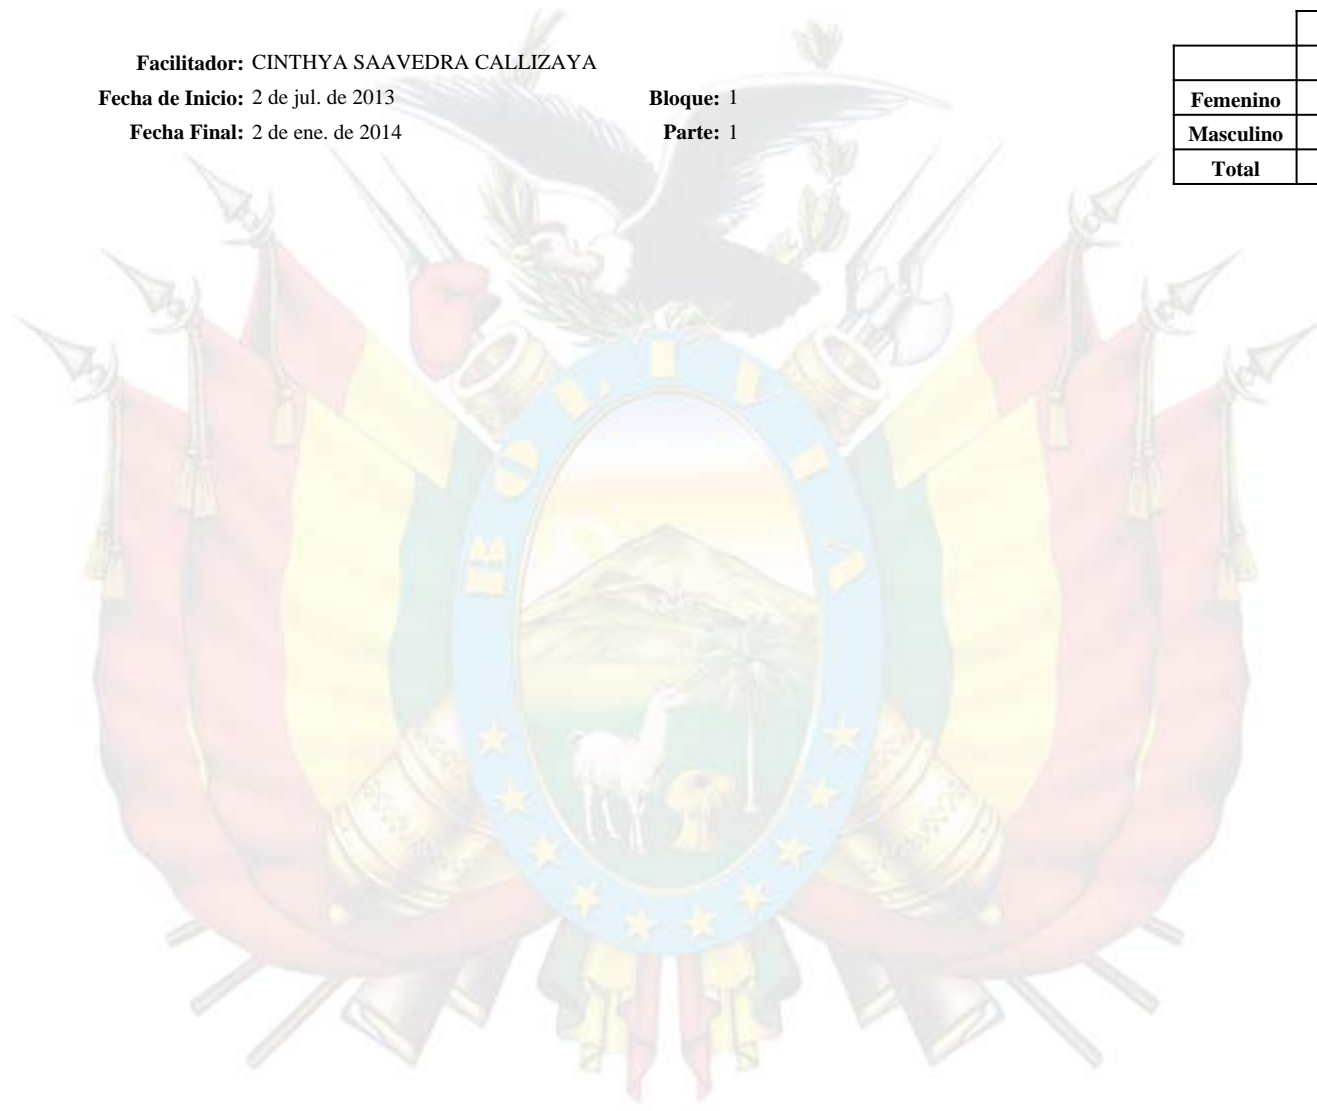 Facilitador: CINTHYA SAAVEDRA CALLIZAYA
Fecha de Inicio: 2 de jul. de 2013 Bloque: 1
Fecha Final: 2 de ene. de 2014 Parte: 1
Femenino
Masculino
Total
BOLIVIA